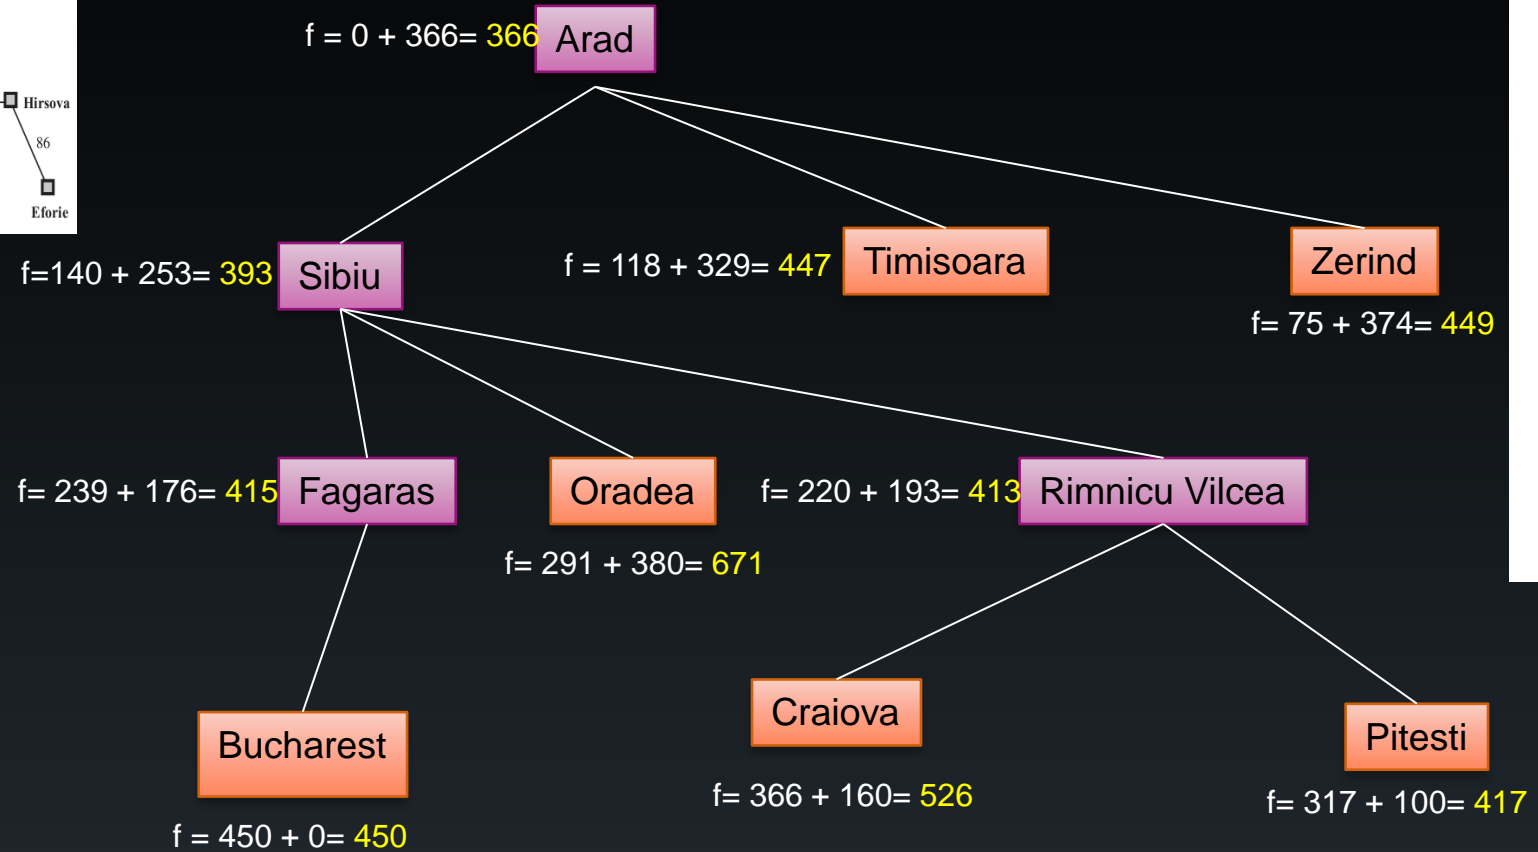 f = 0 + 366= 366
Arad
Hirsova
86
Eforie
f=140 + 253= 393
Sibiu
f = 118 + 329= 447
Timisoara
Zerind
f= 75 + 374= 449
f= 239 + 176= 415
Fagaras
Oradea
f= 220 + 193= 413
Rimnicu Vilcea
f= 291 + 380= 671
Bucharest
Craiova
Pitesti
f= 366 + 160= 526
f= 317 + 100= 417
f = 450 + 0= 450